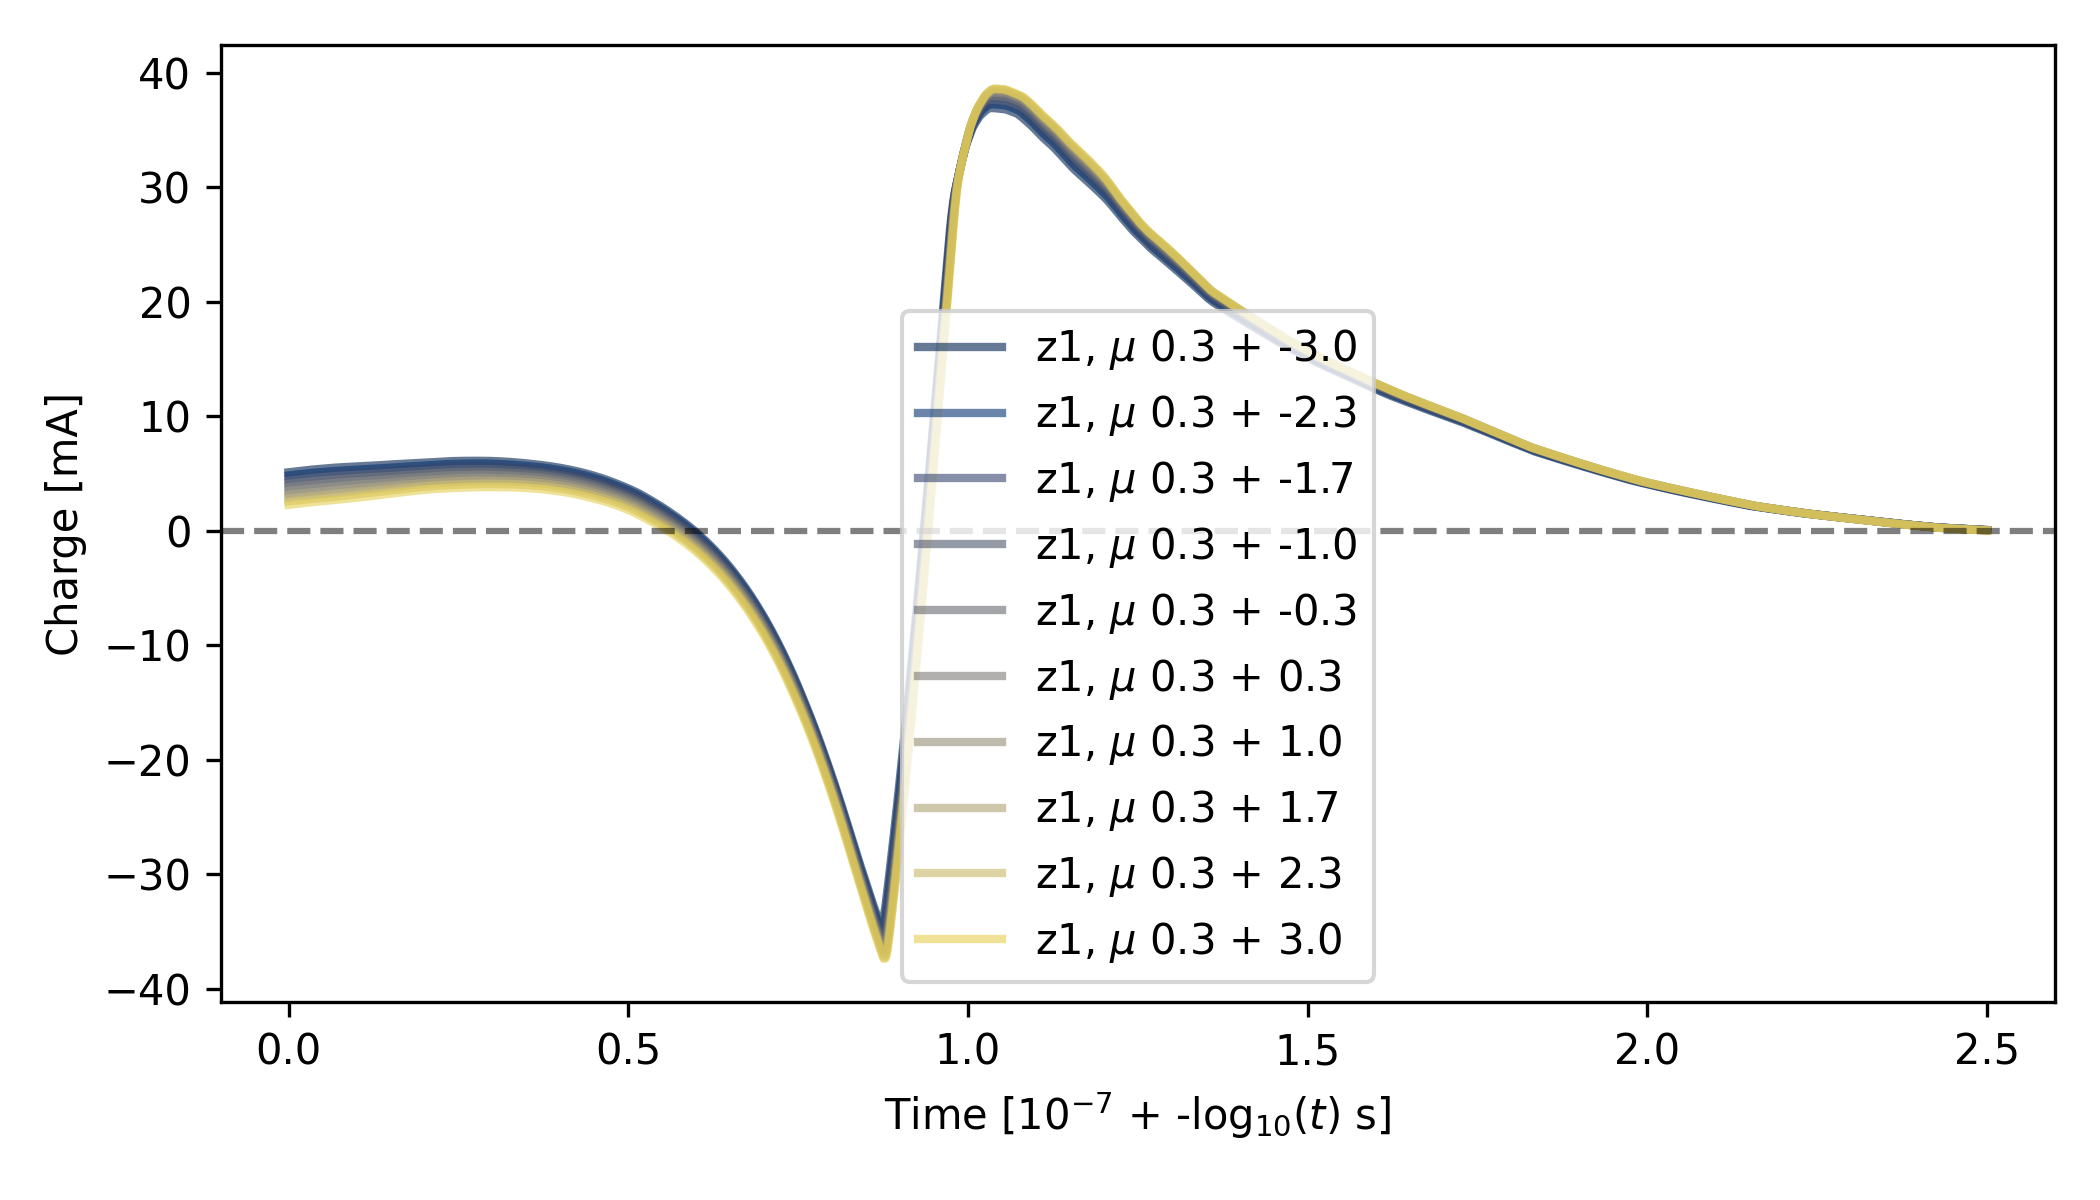 40
30
20
10
0
−10
−20
−30
−40
Charge [mA]
z1, μ 0.3 + -3.0
z1, μ 0.3 + -2.3
z1, μ 0.3 + -1.7
z1, μ 0.3 + -1.0
z1, μ 0.3 + -0.3
z1, μ 0.3 + 0.3
z1, μ 0.3 + 1.0
z1, μ 0.3 + 1.7
z1, μ 0.3 + 2.3
z1, μ 0.3 + 3.0
0.0 0.5 1.0 1.5 2.0 2.5
Time [10⁻⁷ + -log₁₀(t) s]